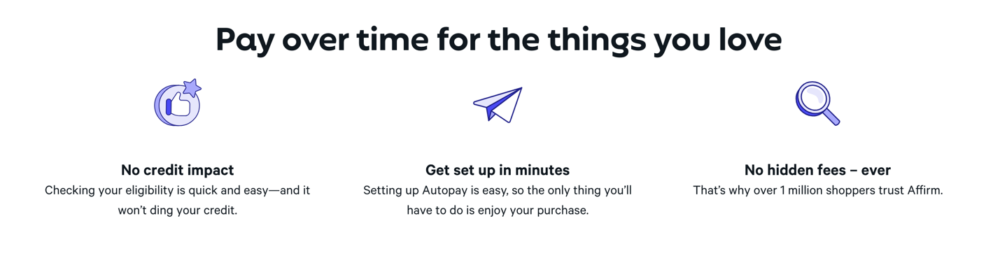 Pay over time for the things you love
No credit impact
Checking your eligibility is quick and easy—and it
won’t ding your credit.
Get set up in minutes
Setting up Autopay is easy, so the only thing you’ll
have to do is enjoy your purchase.
No hidden fees – ever
That’s why over 1 million shoppers trust Affirm.